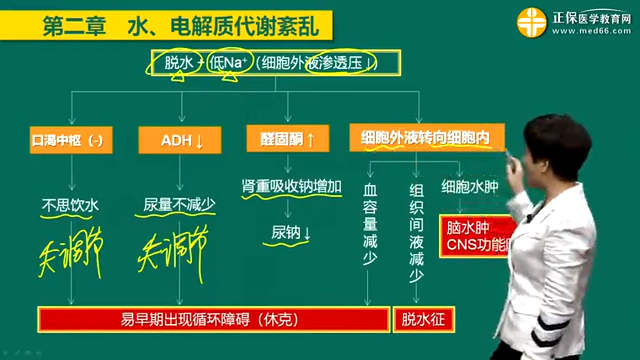 第二章 水、电解质代谢紊乱
正保医学教育网
www.med66.com
脱水 + 低Na⁺（细胞外液渗透压↓）
口渴中枢（-）
ADH↓
醛固酮↑
细胞外液转向细胞内
不思饮水
尿量不减少
肾重吸收钠增加
血容量减少
组织间液减少
细胞水肿
失调节
失调节
尿钠↓
脑水肿
CNS功能
易早期出现循环障碍（休克）
脱水征